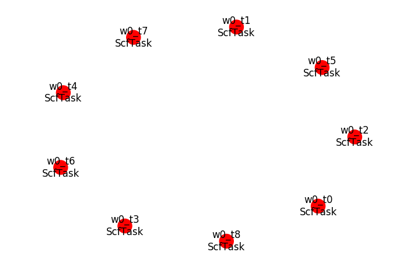 w0_t7
SciTask
w0_t1
SciTask
w0_t5
SciTask
w0_t4
SciTask
w0_t2
SciTask
w0_t6
SciTask
w0_t0
SciTask
w0_t3
SciTask
w0_t8
SciTask